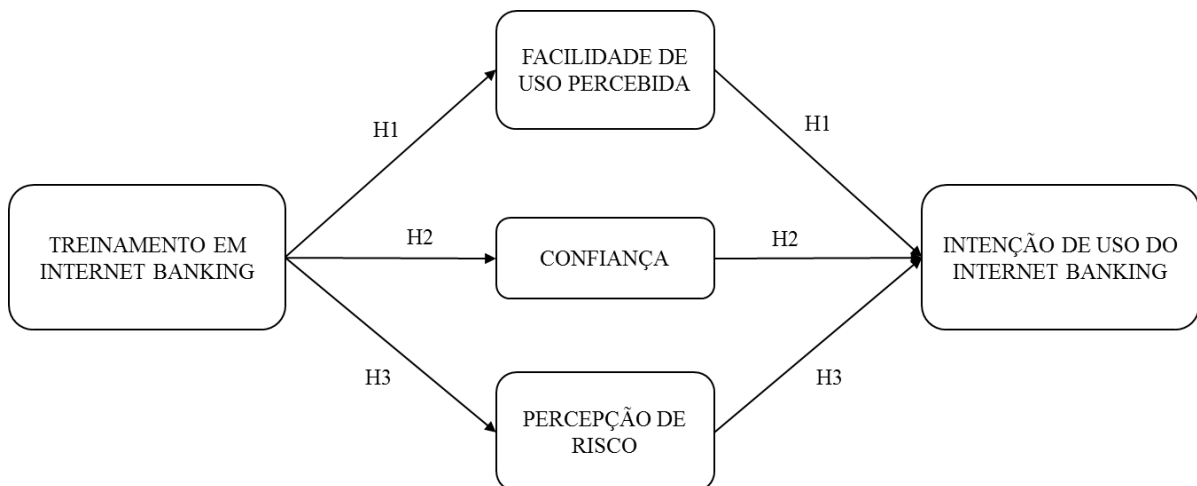 FACILIDADE DE
USO PERCEBIDA
H1
H1
TREINAMENTO EM
INTERNET BANKING
H2
CONFIANÇA
H2
INTENÇÃO DE USO DO
INTERNET BANKING
H3
H3
PERCEPÇÃO DE
RISCO